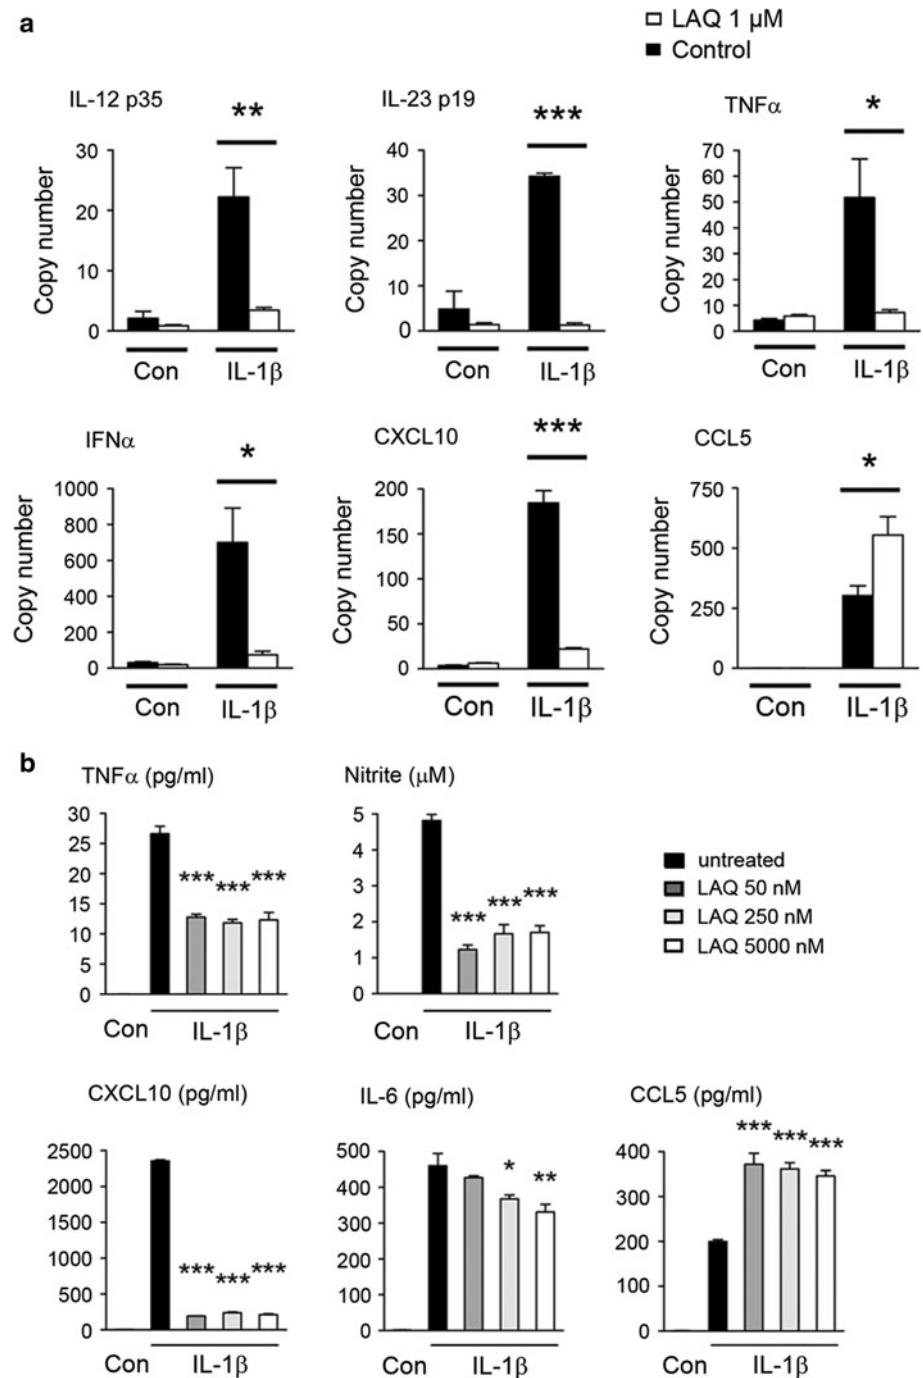 a
LAQ 1 μM
Control
IL-12 p35
**
Copy number
30
20
10
0
Con
IL-1β
IL-23 p19
***
Copy number
40
30
20
10
0
Con
IL-1β
TNFα
*
Copy number
70
60
50
40
30
20
10
0
Con
IL-1β
IFNα
*
Copy number
1000
800
600
400
200
0
Con
IL-1β
CXCL10
***
Copy number
200
150
100
50
0
Con
IL-1β
CCL5
*
Copy number
750
500
250
0
Con
IL-1β
b
TNFα (pg/ml)
30
25
20
15
10
5
0
*** *** ***
Con
IL-1β
Nitrite (μM)
5
4
3
2
1
0
*** *** ***
Con
IL-1β
untreated
LAQ 50 nM
LAQ 250 nM
LAQ 5000 nM
CXCL10 (pg/ml)
2500
2000
1500
1000
500
0
*** *** ***
Con
IL-1β
IL-6 (pg/ml)
500
400
300
200
100
0
* **
Con
IL-1β
CCL5 (pg/ml)
400
300
200
100
0
*** *** ***
Con
IL-1β